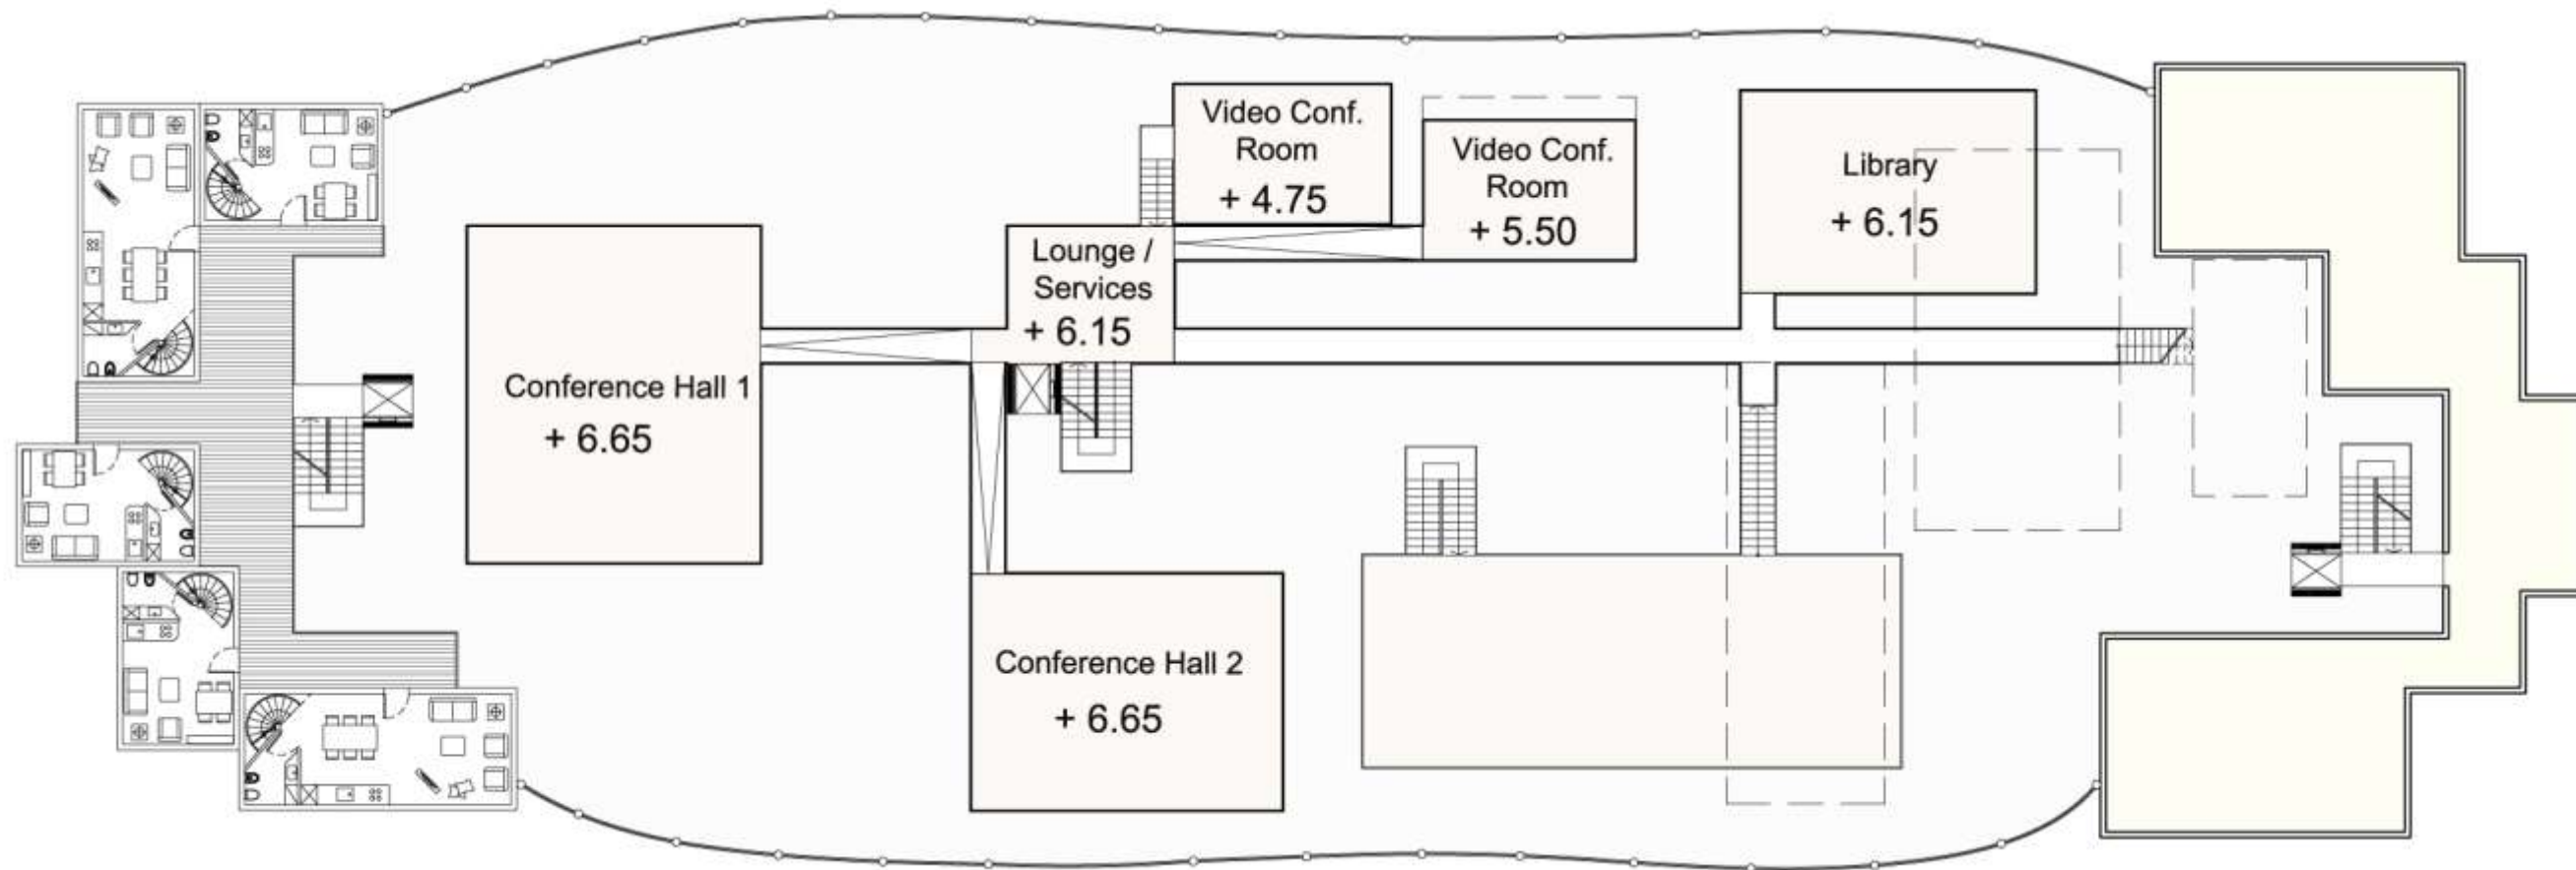 Video Conf.
Room
+ 4.75
Video Conf.
Room
+ 5.50
Library
+ 6.15
Lounge /
Services
+ 6.15
Conference Hall 1
+ 6.65
Conference Hall 2
+ 6.65